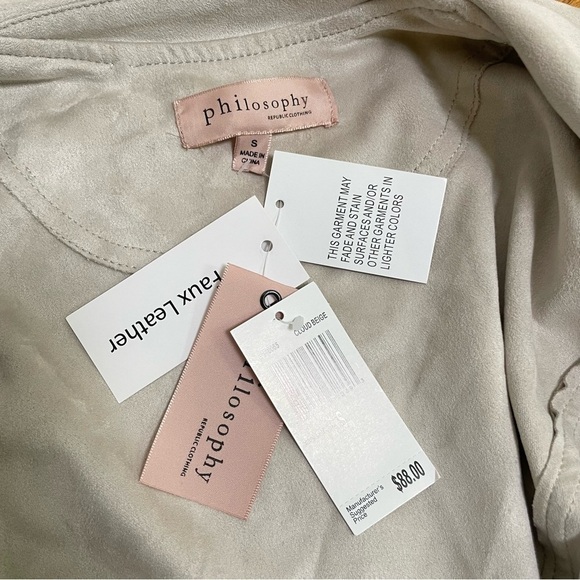 philosophy
REPUBLIC CLOTHING
S
MADE IN
CHINA
THIS GARMENT MAY
FADE AND STAIN
SURFACES AND/OR
OTHER GARMENTS IN
LIGHTER COLORS
Faux Leather
philosophy
REPUBLIC CLOTHING
CLOUD BEIGE
Manufacturer's
Suggested
Price
$88.00